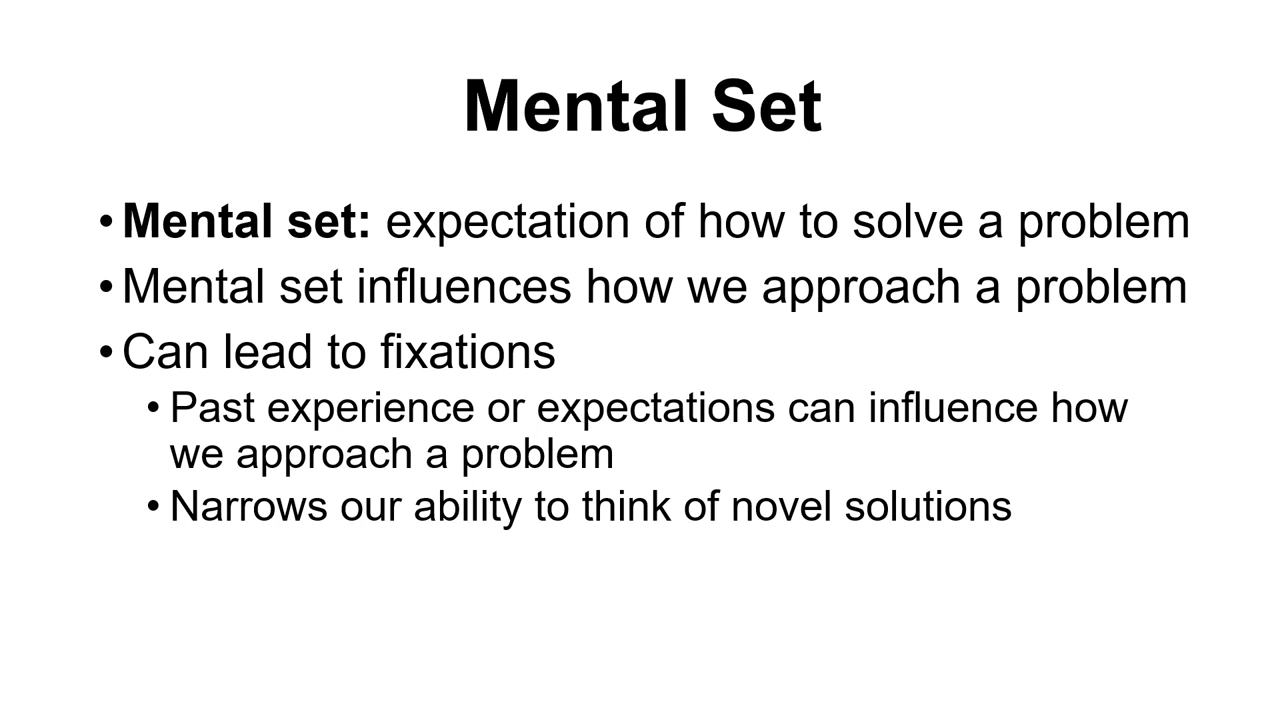 Mental Set
• Mental set: expectation of how to solve a problem
• Mental set influences how we approach a problem
• Can lead to fixations
• Past experience or expectations can influence how
we approach a problem
• Narrows our ability to think of novel solutions